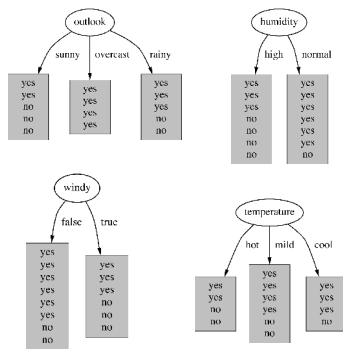 outlook
sunny overcast rainy
yes
yes
no
no
no
yes
yes
yes
yes
yes
yes
yes
no
no
humidity
high normal
yes
yes
yes
no
no
no
no
yes
yes
yes
yes
yes
yes
no
windy
false true
yes
yes
yes
yes
yes
yes
no
no
yes
yes
yes
no
no
no
temperature
hot mild cool
yes
yes
no
no
yes
yes
yes
yes
no
no
yes
yes
yes
no